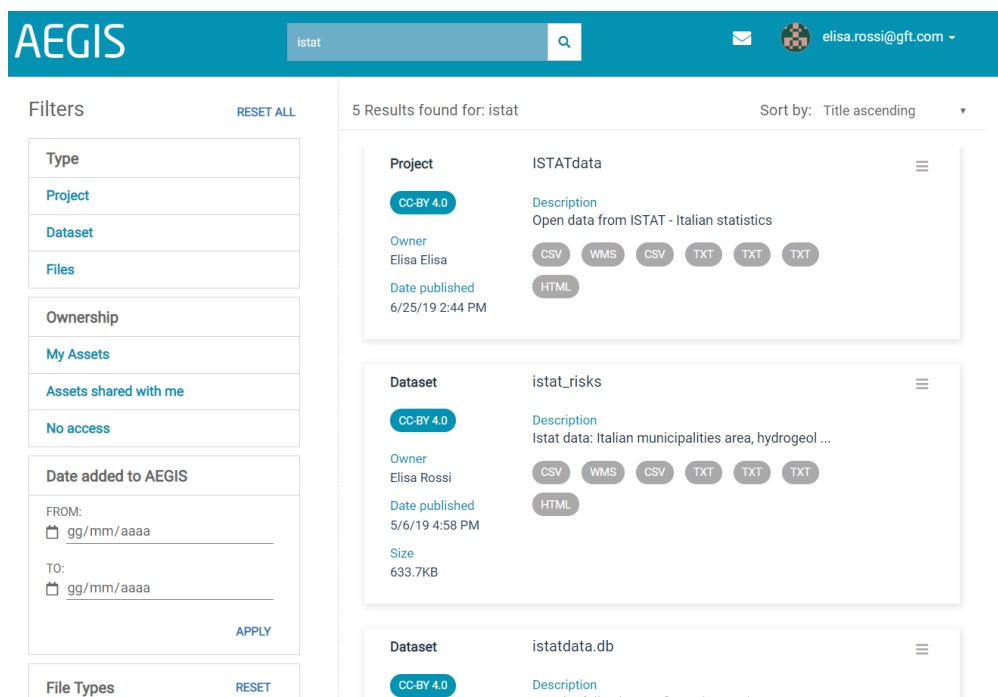 AEGIS
istat
elisa.rossi@gft.com
Filters
RESET ALL
Type
Project
Dataset
Files
Ownership
My Assets
Assets shared with me
No access
Date added to AEGIS
FROM:
gg/mm/aaaa
TO:
gg/mm/aaaa
APPLY
File Types
RESET
5 Results found for: istat
Sort by: Title ascending
Project
ISTATdata
CC-BY 4.0
Description
Open data from ISTAT - Italian statistics
Owner
Elisa Elisa
CSV WMS CSV TXT TXT TXT
HTML
Date published
6/25/19 2:44 PM
Dataset
istat_risks
CC-BY 4.0
Description
Istat data: Italian municipalities area, hydrogeol ...
Owner
Elisa Rossi
CSV WMS CSV TXT TXT TXT
HTML
Date published
5/6/19 4:58 PM
Size
633.7KB
Dataset
istatdata.db
CC-BY 4.0
Description